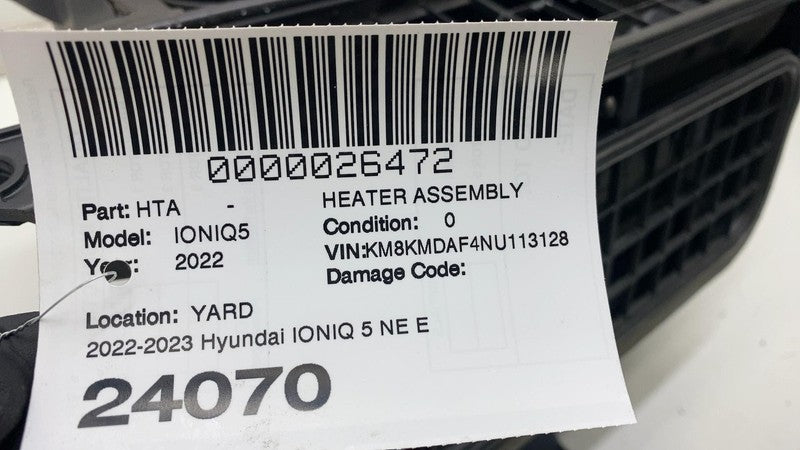 0000026472
Part: HTA - HEATER ASSEMBLY
Model: IONIQ5 Condition: 0
Year: 2022 VIN:KM8KMDAF4NU113128
Damage Code:
Location: YARD
2022-2023 Hyundai IONIQ 5 NE E
24070